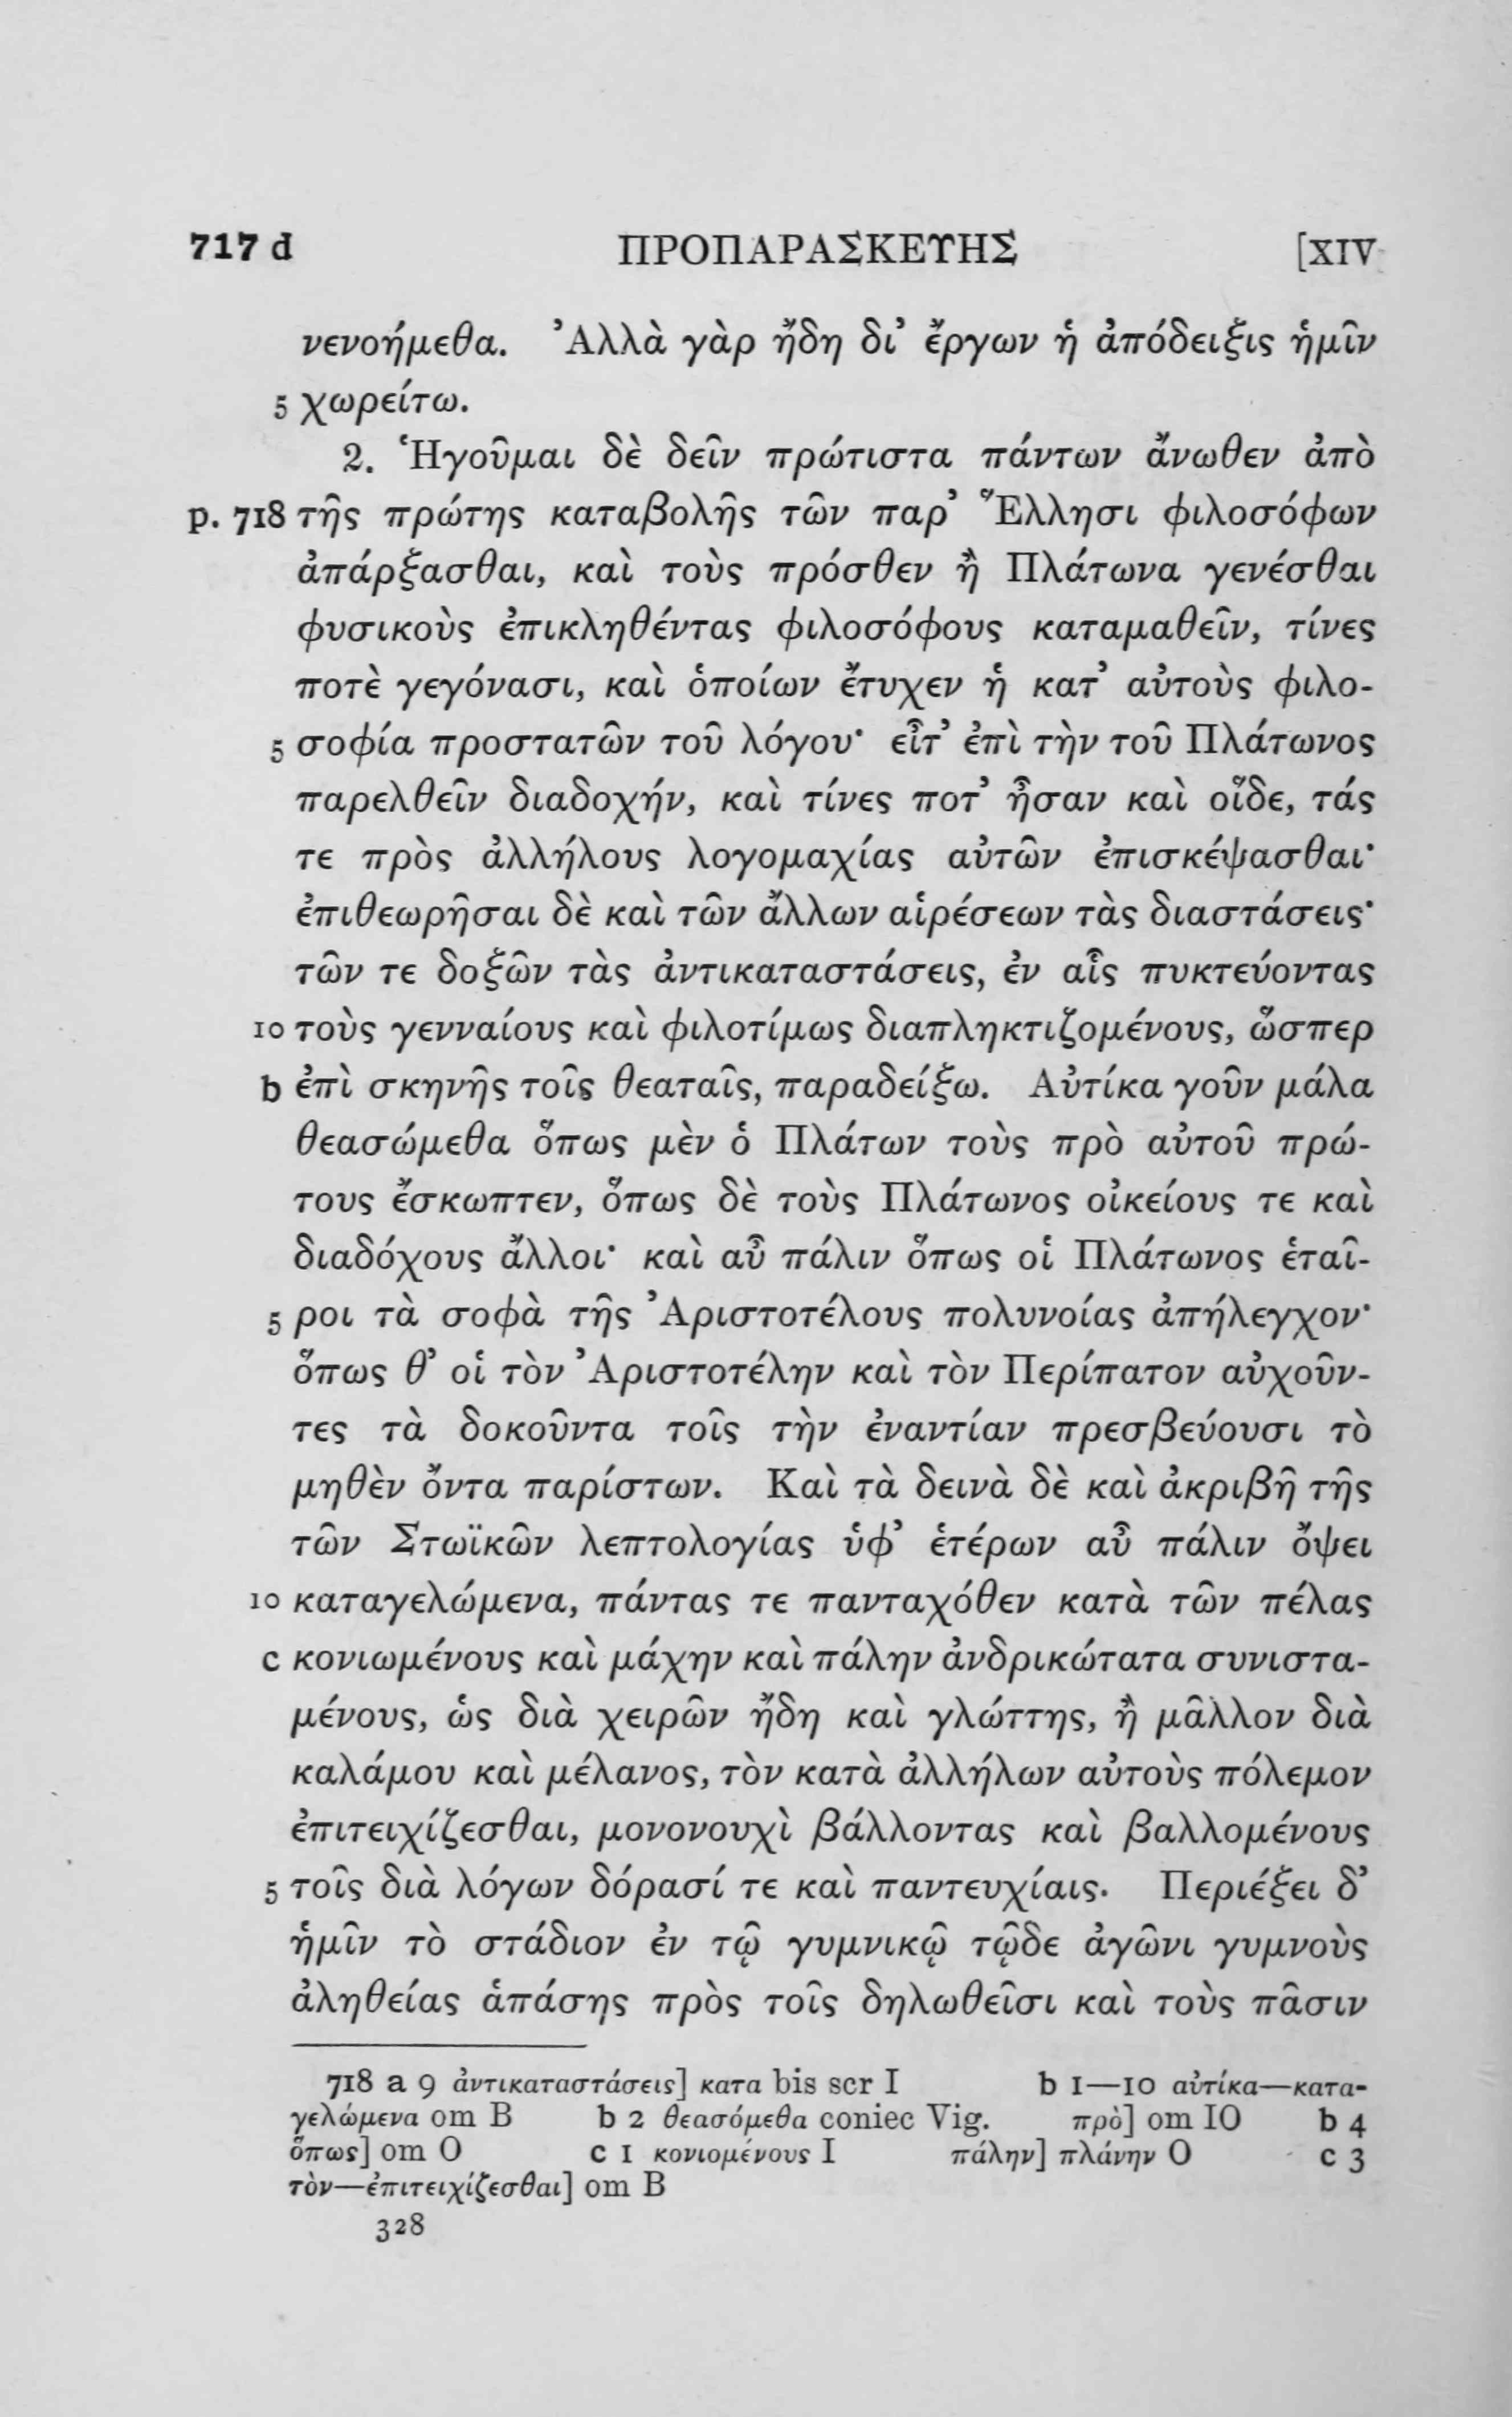 717 d ΠΡΟΠΑΡΑΣΚΕΥΗΣ [XIV
νενοήμεθα. Ἀλλὰ γὰρ ἤδη δι’ ἔργων ἡ ἀπόδειξις ἡμῖν
5 χωρείτω.
2. Ἡγοῦμαι δὲ δεῖν πρώτιστα πάντων ἄνωθεν ἀπὸ
p. 718 τῆς πρώτης καταβολῆς τῶν παρ’ Ἕλλησι φιλοσόφων
ἀπάρξασθαι, καὶ τοὺς πρόσθεν ἢ Πλάτωνα γενέσθαι
φυσικοὺς ἐπικληθέντας φιλοσόφους καταμαθεῖν, τίνες
ποτὲ γεγόνασι, καὶ ὁποίων ἔτυχεν ἡ κατ’ αὐτοὺς φιλο-
5 σοφία προστατῶν τοῦ λόγου· εἶτ’ ἐπὶ τὴν τοῦ Πλάτωνος
παρελθεῖν διαδοχήν, καὶ τίνες ποτ’ ἦσαν καὶ οἵδε, τάς
τε πρὸς ἀλλήλους λογομαχίας αὐτῶν ἐπισκέψασθαι·
ἐπιθεωρῆσαι δὲ καὶ τῶν ἄλλων αἱρέσεων τὰς διαστάσεις·
τῶν τε δοξῶν τὰς ἀντικαταστάσεις, ἐν αἷς πυκτεύοντας
10 τοὺς γενναίους καὶ φιλοτίμως διαπληκτιζομένους, ὥσπερ
b ἐπὶ σκηνῆς τοῖς θεαταῖς, παραδείξω. Αὐτίκα γοῦν μάλα
θεασώμεθα ὅπως μὲν ὁ Πλάτων τοὺς πρὸ αὐτοῦ πρώ-
τους ἔσκωπτεν, ὅπως δὲ τοὺς Πλάτωνος οἰκείους τε καὶ
διαδόχους ἄλλοι· καὶ αὖ πάλιν ὅπως οἱ Πλάτωνος ἑταῖ-
5 ροι τὰ σοφὰ τῆς Ἀριστοτέλους πολυνοίας ἀπήλεγχον·
ὅπως θ’ οἱ τὸν Ἀριστοτέλην καὶ τὸν Περίπατον αὐχοῦν-
τες τὰ δοκοῦντα τοῖς τὴν ἐναντίαν πρεσβεύουσι τὸ
μηθὲν ὄντα παρίστων. Καὶ τὰ δεινὰ δὲ καὶ ἀκριβῆ τῆς
τῶν Στωϊκῶν λεπτολογίας ὑφ’ ἑτέρων αὖ πάλιν ὄψει
10 καταγελώμενα, πάντας τε πανταχόθεν κατὰ τῶν πέλας
c κονιωμένους καὶ μάχην καὶ πάλην ἀνδρικώτατα συνιστα-
μένους, ὡς διὰ χειρῶν ἤδη καὶ γλώττης, ἢ μᾶλλον διὰ
καλάμου καὶ μέλανος, τὸν κατὰ ἀλλήλων αὐτοὺς πόλεμον
ἐπιτειχίζεσθαι, μονονουχὶ βάλλοντας καὶ βαλλομένους
5 τοῖς διὰ λόγων δόρασί τε καὶ παντευχίαις. Περιέξει δ’
ἡμῖν τὸ στάδιον ἐν τῷ γυμνικῷ τῷδε ἀγῶνι γυμνοὺς
ἀληθείας ἁπάσης πρὸς τοῖς δηλωθεῖσι καὶ τοὺς πᾶσιν
718 a 9 ἀντικαταστάσεις] κατα bis scr I b 1—10 αὐτίκα—κατα-
γελώμενα om B b 2 θεασόμεθα coniec Vig. πρὸ] om IO b 4
ὅπως] om O c 1 κονιομένους I πάλην] πλάνην O c 3
τὸν—ἐπιτειχίζεσθαι] om B
328